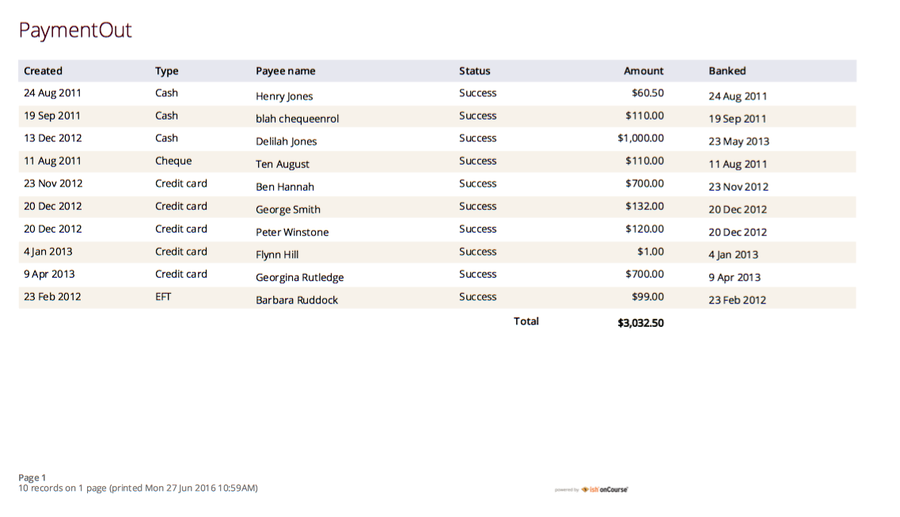 PaymentOut
Created Type Payee name Status Amount Banked
24 Aug 2011 Cash Henry Jones Success $60.50 24 Aug 2011
19 Sep 2011 Cash blah chequeenrol Success $110.00 19 Sep 2011
13 Dec 2012 Cash Delilah Jones Success $1,000.00 23 May 2013
11 Aug 2011 Cheque Ten August Success $110.00 11 Aug 2011
23 Nov 2012 Credit card Ben Hannah Success $700.00 23 Nov 2012
20 Dec 2012 Credit card George Smith Success $132.00 20 Dec 2012
20 Dec 2012 Credit card Peter Winstone Success $120.00 20 Dec 2012
4 Jan 2013 Credit card Flynn Hill Success $1.00 4 Jan 2013
9 Apr 2013 Credit card Georgina Rutledge Success $700.00 9 Apr 2013
23 Feb 2012 EFT Barbara Ruddock Success $99.00 23 Feb 2012
Total $3,032.50
Page 1
10 records on 1 page (printed Mon 27 Jun 2016 10:59AM)
powered by ish onCourse